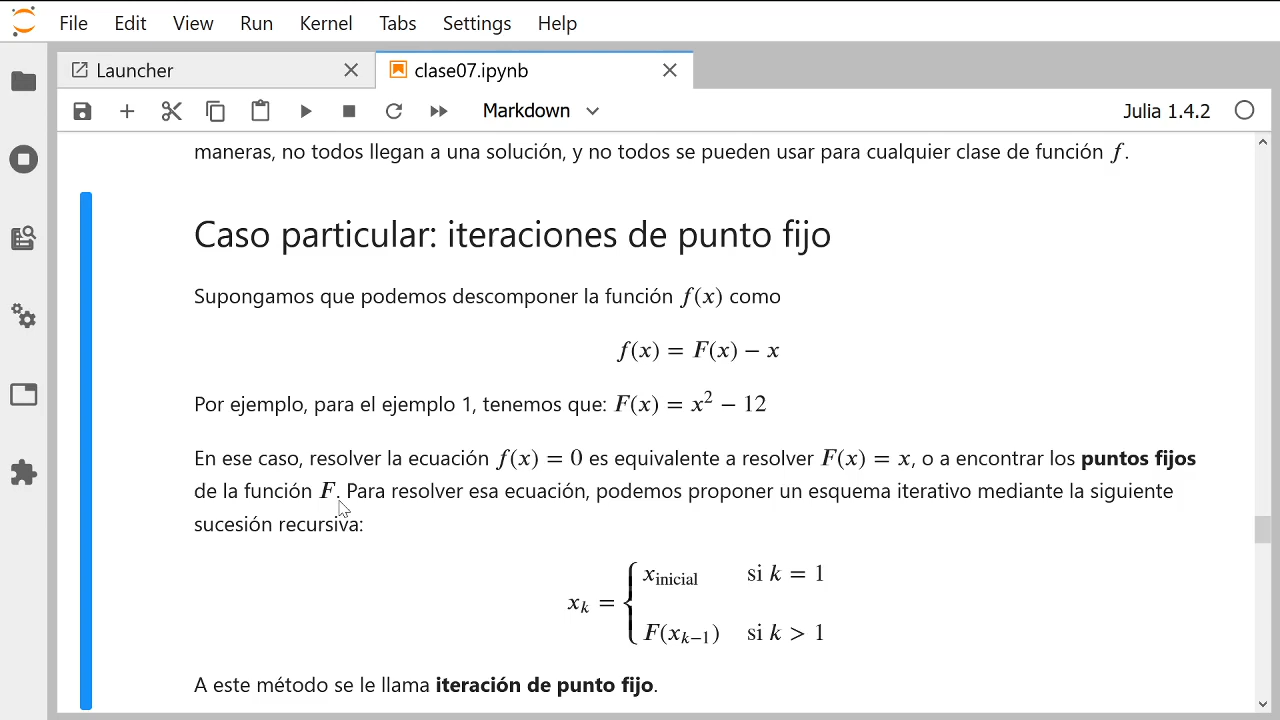 File Edit View Run Kernel Tabs Settings Help
Launcher clase07.ipynb
Markdown Julia 1.4.2
maneras, no todos llegan a una solución, y no todos se pueden usar para cualquier clase de función f.
Caso particular: iteraciones de punto fijo
Supongamos que podemos descomponer la función f(x) como
f(x) = F(x) − x
Por ejemplo, para el ejemplo 1, tenemos que: F(x) = x² − 12
En ese caso, resolver la ecuación f(x) = 0 es equivalente a resolver F(x) = x, o a encontrar los puntos fijos
de la función F. Para resolver esa ecuación, podemos proponer un esquema iterativo mediante la siguiente
sucesión recursiva:
x_inicial si k = 1
x_k = {
F(x_{k−1}) si k > 1
A este método se le llama iteración de punto fijo.